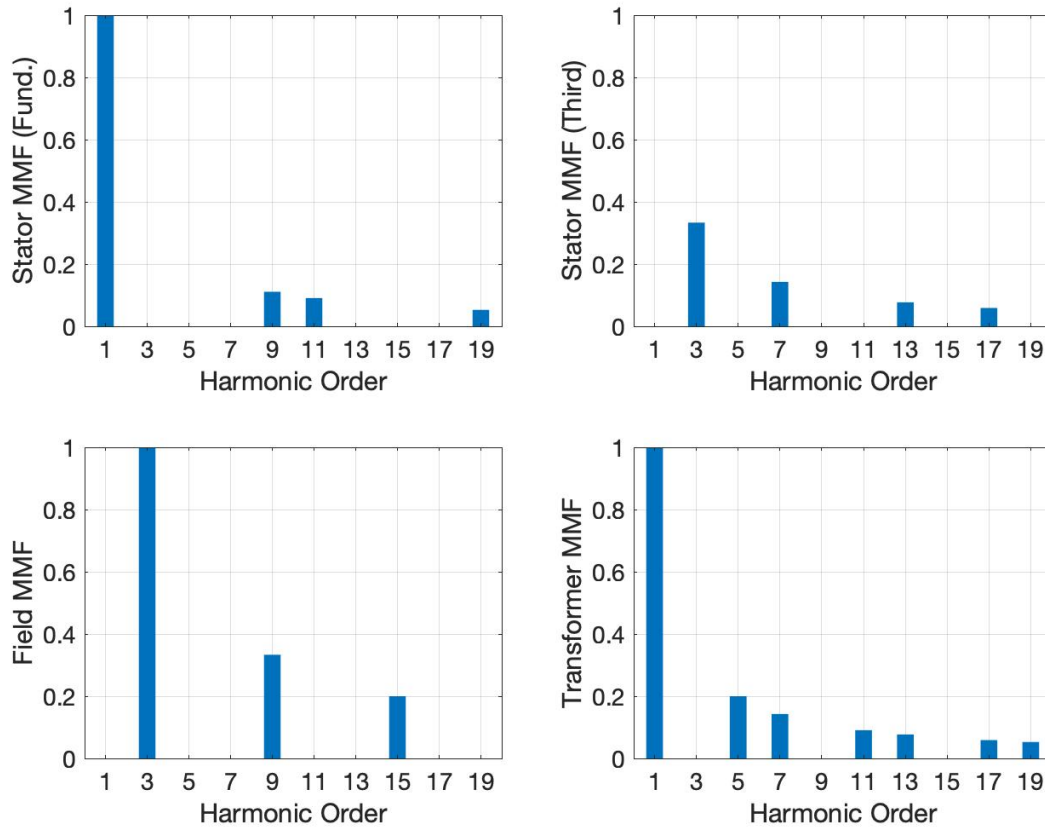 Stator MMF (Fund.)
1
0.8
0.6
0.4
0.2
0
1 3 5 7 9 11 13 15 17 19
Harmonic Order
Stator MMF (Third)
1
0.8
0.6
0.4
0.2
0
1 3 5 7 9 11 13 15 17 19
Harmonic Order
Field MMF
1
0.8
0.6
0.4
0.2
0
1 3 5 7 9 11 13 15 17 19
Harmonic Order
Transformer MMF
1
0.8
0.6
0.4
0.2
0
1 3 5 7 9 11 13 15 17 19
Harmonic Order